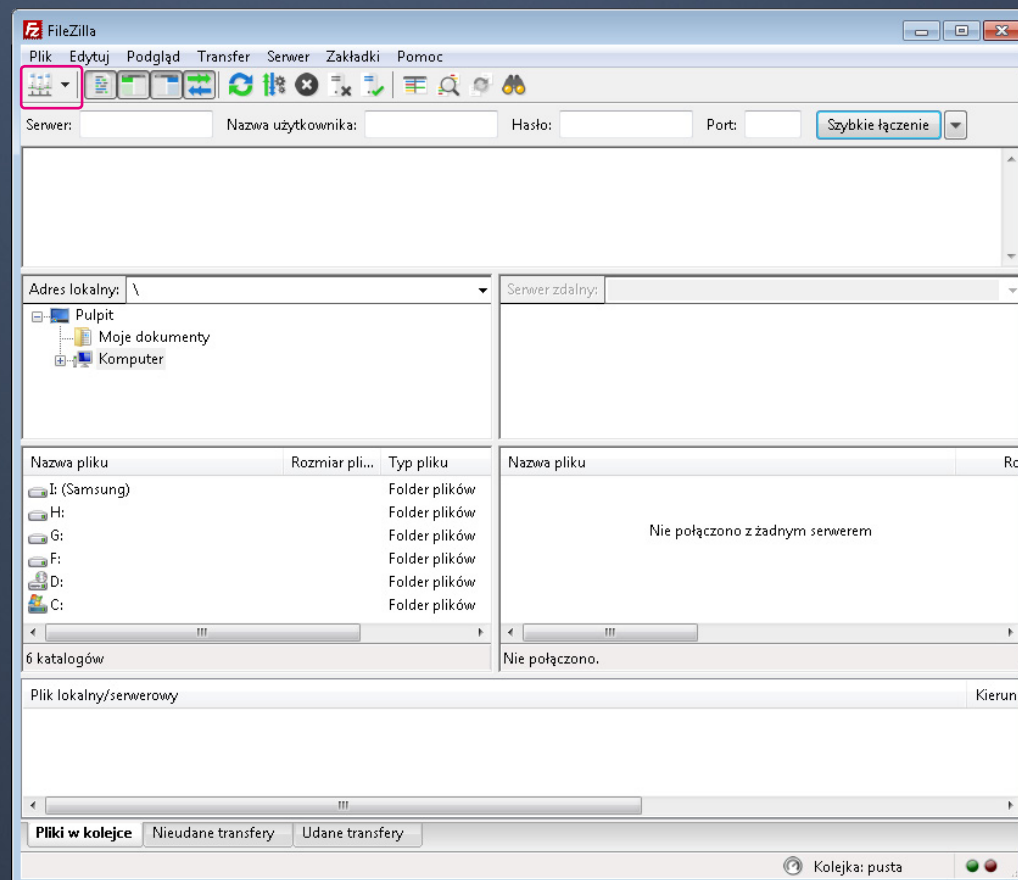 FileZilla
Plik Edytuj Podgląd Transfer Serwer Zakładki Pomoc
Serwer: Nazwa użytkownika: Hasło: Port: Szybkie łączenie
Adres lokalny: \ Serwer zdalny:
Pulpit
Moje dokumenty
Komputer
Nazwa pliku Rozmiar pli... Typ pliku Nazwa pliku Ro
I: (Samsung) Folder plików
H: Folder plików
G: Folder plików
Nie połączono z żadnym serwerem
F: Folder plików
D: Folder plików
C: Folder plików
6 katalogów Nie połączono.
Plik lokalny/serwerowy Kierun
Pliki w kolejce Nieudane transfery Udane transfery
Kolejka: pusta